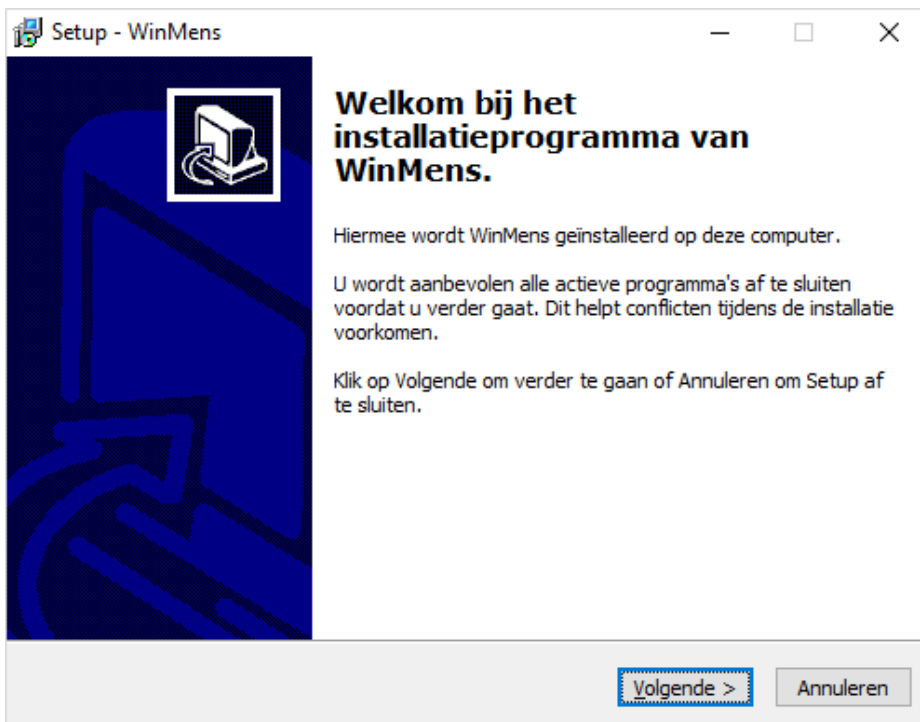 Setup - WinMens
Welkom bij het
installatieprogramma van
WinMens.
Hiermee wordt WinMens geïnstalleerd op deze computer.
U wordt aanbevolen alle actieve programma's af te sluiten
voordat u verder gaat. Dit helpt conflicten tijdens de installatie
voorkomen.
Klik op Volgende om verder te gaan of Annuleren om Setup af
te sluiten.
Volgende >
Annuleren